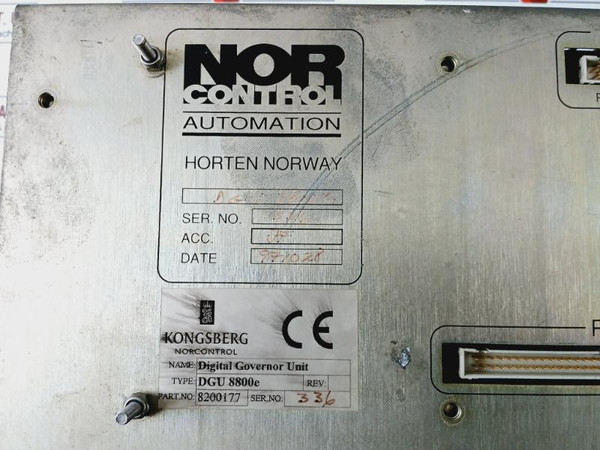 NOR
CONTROL
AUTOMATION
HORTEN NORWAY
SER. NO.
ACC.
DATE 971028
KONGSBERG
NORCONTROL
CE
NAME: Digital Governor Unit
TYPE: DGU 8800e REV:
PART.NO: 8200177 SER.NO: 336